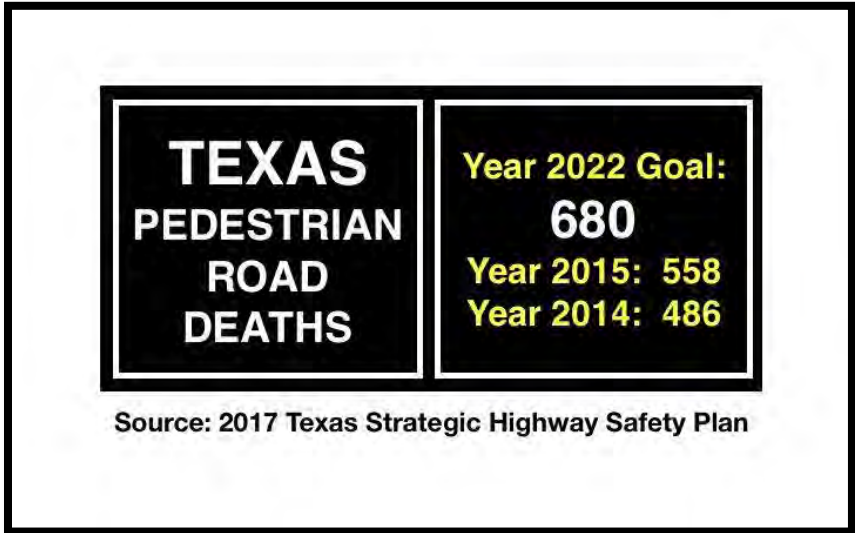 TEXAS
PEDESTRIAN
ROAD
DEATHS
Year 2022 Goal:
680
Year 2015: 558
Year 2014: 486
Source: 2017 Texas Strategic Highway Safety Plan